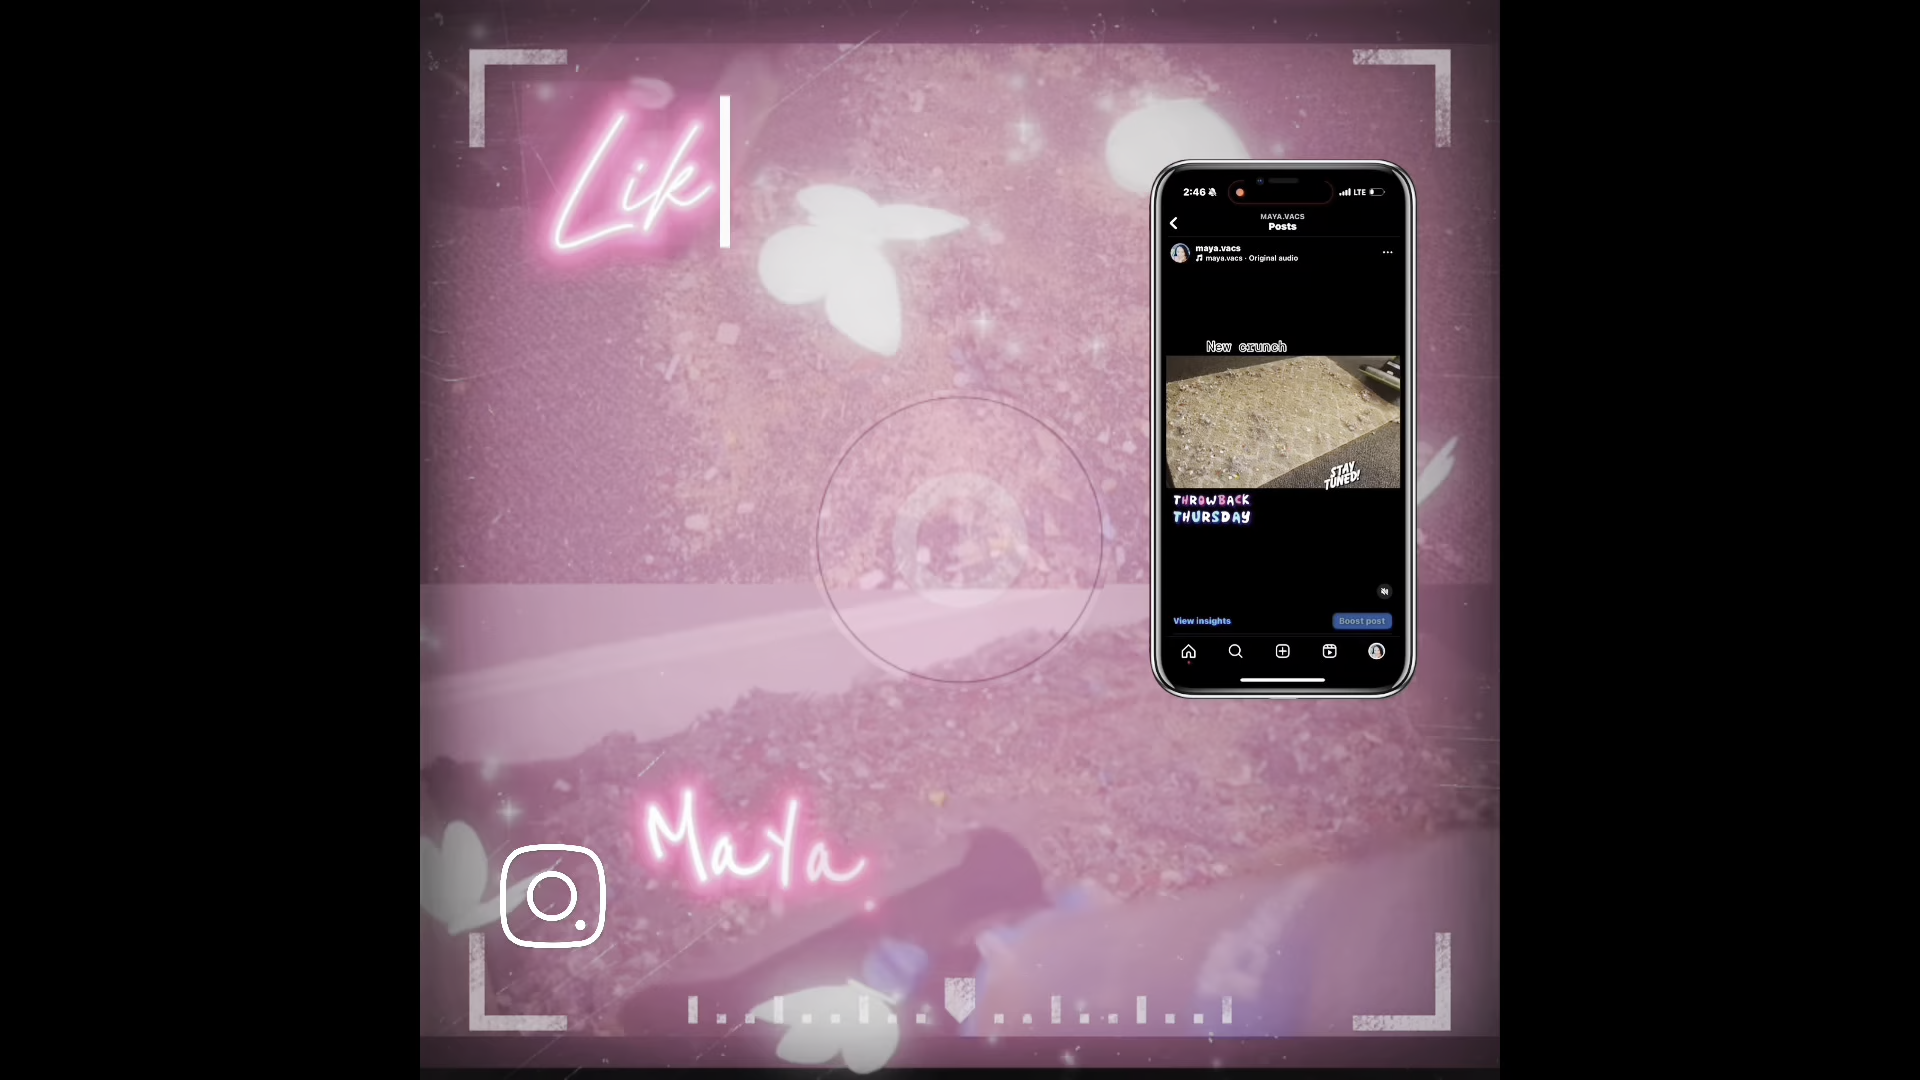 Lik
2:46
LTE
MAYA.VACS
Posts
maya.vacs
maya.vacs · Original audio
New crunch
STAY
TUNED!
THROWBACK
THURSDAY
View insights
Boost post
MaYa